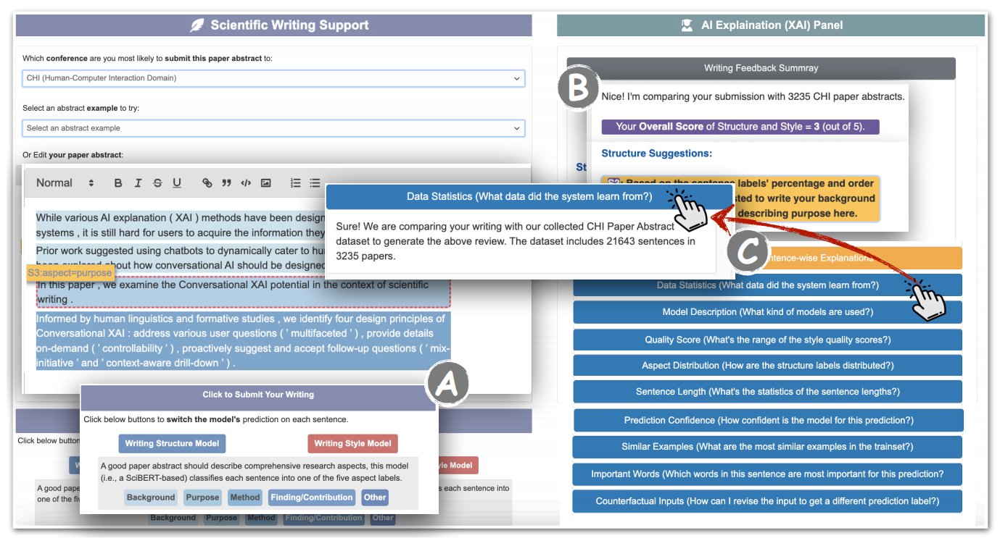 Scientific Writing Support
Which conference are you most likely to submit this paper abstract to:
CHI (Human-Computer Interaction Domain)
Select an abstract example to try:
Select an abstract example
Or Edit your paper abstract:
Normal
B I S U
While various AI explanation ( XAI ) methods have been design
systems , it is still hard for users to acquire the information they
Prior work suggested using chatbots to dynamically cater to hu
about how conversational AI should be designed
S3:aspect=purpose
In this paper , we examine the Conversational XAI potential in the context of scientific
writing .
Informed by human linguistics and formative studies , we identify four design principles of
Conversational XAI : address various user questions ( ' multifaceted ' ) , provide details
on-demand ( ' controllability ' ) , proactively suggest and accept follow-up questions ( ' mix-
initiative ' and ' context-aware drill-down ' ) .
A
Click to Submit Your Writing
Click below buttons to switch the model's prediction on each sentence.
Writing Structure Model
Writing Style Model
A good paper abstract should describe comprehensive research aspects, this model
(i.e., a SciBERT-based) classifies each sentence into one of the five aspect labels.
Background Purpose Method Finding/Contribution Other
Click below button
W
yle Model
A good pape
s each sentence into
one of the fiv
Background Purpose Method Finding/Contribution Other
AI Explaination (XAI) Panel
Writing Feedback Summray
B
Nice! I'm comparing your submission with 3235 CHI paper abstracts.
Your Overall Score of Structure and Style = 3 (out of 5).
St
Structure Suggestions:
S3: Based on the sentence labels' percentage and order
sted to write your background
describing purpose here.
Data Statistics (What data did the system learn from?)
Sure! We are comparing your writing with our collected CHI Paper Abstract
dataset to generate the above review. The dataset includes 21643 sentences in
3235 papers.
C
ntence-wise Explanations
Data Statistics (What data did the system learn from?)
Model Description (What kind of models are used?)
Quality Score (What's the range of the style quality scores?)
Aspect Distribution (How are the structure labels distributed?)
Sentence Length (What's the statistics of the sentence lengths?)
Prediction Confidence (How confident is the model for this prediction?)
Similar Examples (What are the most similar examples in the trainset?)
Important Words (Which words in this sentence are most important for this prediction?
Counterfactual Inputs (How can I revise the input to get a different prediction label?)